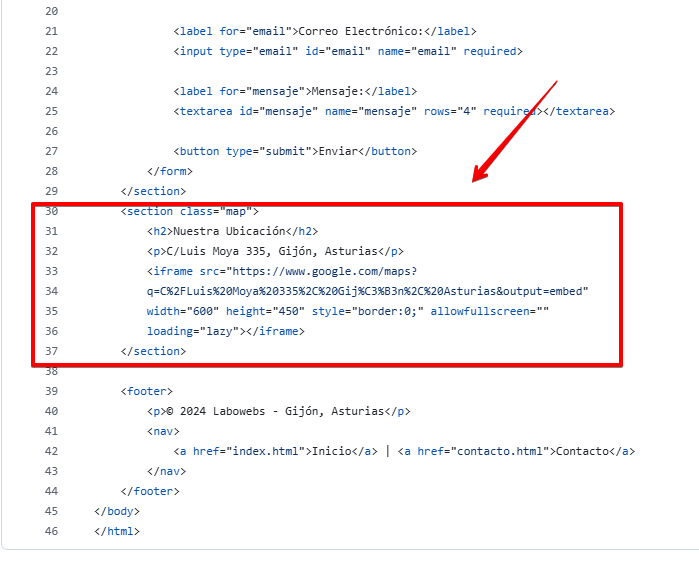 20
21 <label for="email">Correo Electrónico:</label>
22 <input type="email" id="email" name="email" required>
23
24 <label for="mensaje">Mensaje:</label>
25 <textarea id="mensaje" name="mensaje" rows="4" required></textarea>
26
27 <button type="submit">Enviar</button>
28 </form>
29 </section>
30 <section class="map">
31 <h2>Nuestra Ubicación</h2>
32 <p>C/Luis Moya 335, Gijón, Asturias</p>
33 <iframe src="https://www.google.com/maps?
34 q=C%2FLuis%20Moya%20335%2C%20Gij%C3%B3n%2C%20Asturias&output=embed"
35 width="600" height="450" style="border:0;" allowfullscreen=""
36 loading="lazy"></iframe>
37 </section>
38
39 <footer>
40 <p>© 2024 Labowebs - Gijón, Asturias</p>
41 <nav>
42 <a href="index.html">Inicio</a> | <a href="contacto.html">Contacto</a>
43 </nav>
44 </footer>
45 </body>
46 </html>